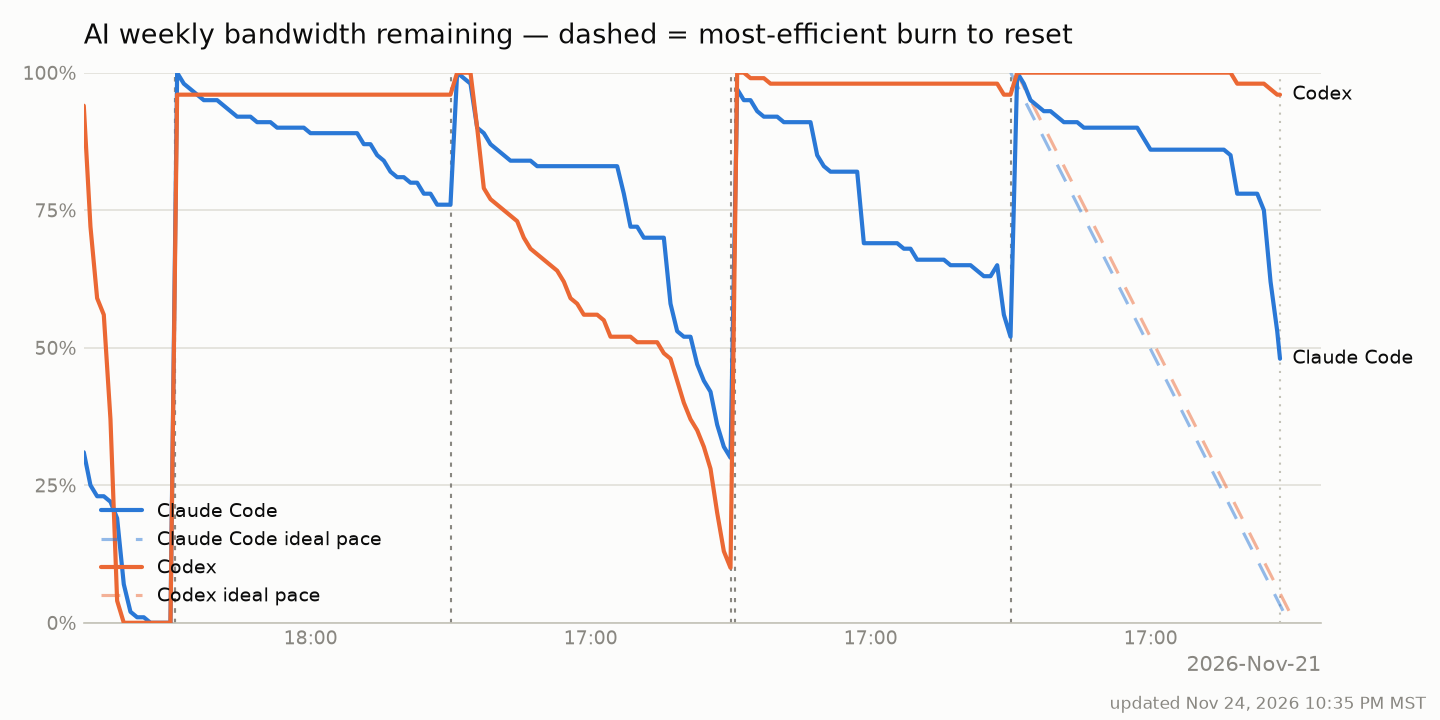 AI weekly bandwidth remaining — dashed = most-efficient burn to reset
100%
Codex
75%
50%
Claude Code
25%
Claude Code
Claude Code ideal pace
Codex
Codex ideal pace
0%
18:00 17:00 17:00 17:00
2026-Nov-21
updated Nov 24, 2026 10:35 PM MST